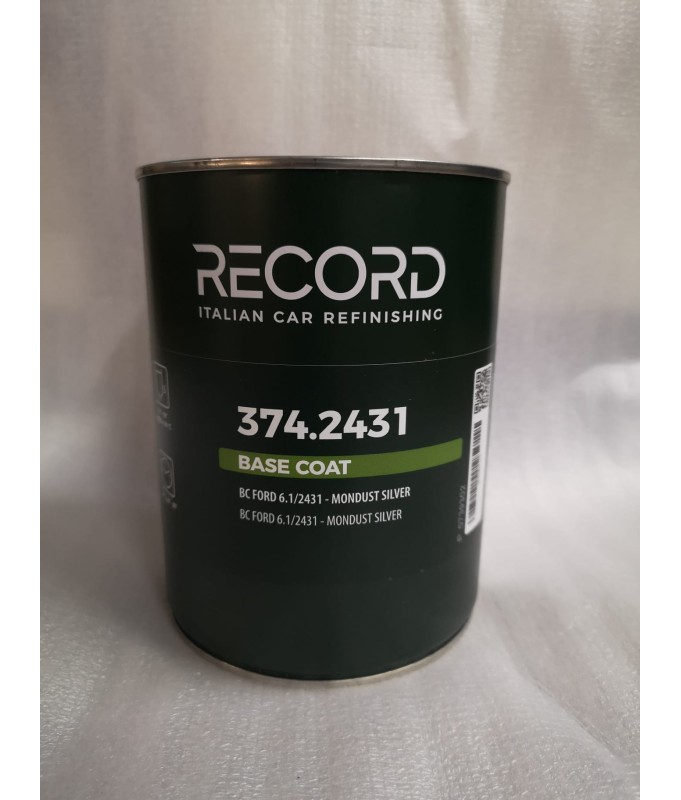 RECORD
ITALIAN CAR REFINISHING
374.2431
BASE COAT
BC FORD 6.1/2431 - MONDUST SILVER
BC FORD 6.1/2431 - MONDUST SILVER